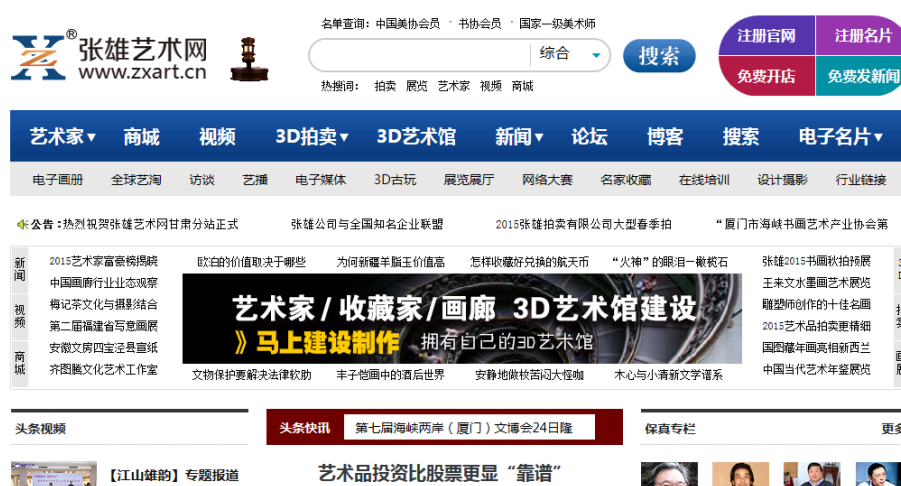 名单查询：中国美协会员 · 书协会员 · 国家一级美术师
®
张雄艺术网
www.zxart.cn
综合
搜索
热搜词： 拍卖 展览 艺术家 视频 商城
注册官网 注册名片
免费开店 免费发新闻
艺术家▾ 商城 视频 3D拍卖▾ 3D艺术馆 新闻▾ 论坛 博客 搜索 电子名片▾
电子画册 全球艺淘 访谈 艺播 电子媒体 3D古玩 展览展厅 网络大赛 名家收藏 在线培训 设计摄影 行业链接
公告：热烈祝贺张雄艺术网甘肃分站正式 张雄公司与全国知名企业联盟 2015张雄拍卖有限公司大型春季拍 “厦门市海峡书画艺术产业协会第
新闻
视频
商城
2015艺术家富豪榜揭晓
中国画廊行业业态观察
梅记茶文化与摄影结合
第二届福建省写意画展
安徽文房四宝泾县宣纸
齐图腾文化艺术工作室
欧泊的价值取决于哪些 为何新疆羊脂玉价值高 怎样收藏好兑换的航天币 “火神”的眼泪—橄榄石
艺术家/收藏家/画廊 3D艺术馆建设
》马上建设制作 拥有自己的3D艺术馆
文物保护要解决法律软肋 丰子恺画中的酒后世界 安静地做枚苦闷大怪咖 木心与小清新文学谱系
张雄2015书画秋拍预展
王来文水墨画艺术展览
雕塑师创作的十佳名画
2015艺术品拍卖更精细
国图藏年画亮相新西兰
中国当代艺术年鉴展览
头条视频
头条快讯 第七届海峡两岸（厦门）文博会24日隆
保真专栏
【江山雄韵】专题报道
艺术品投资比股票更显“靠谱”